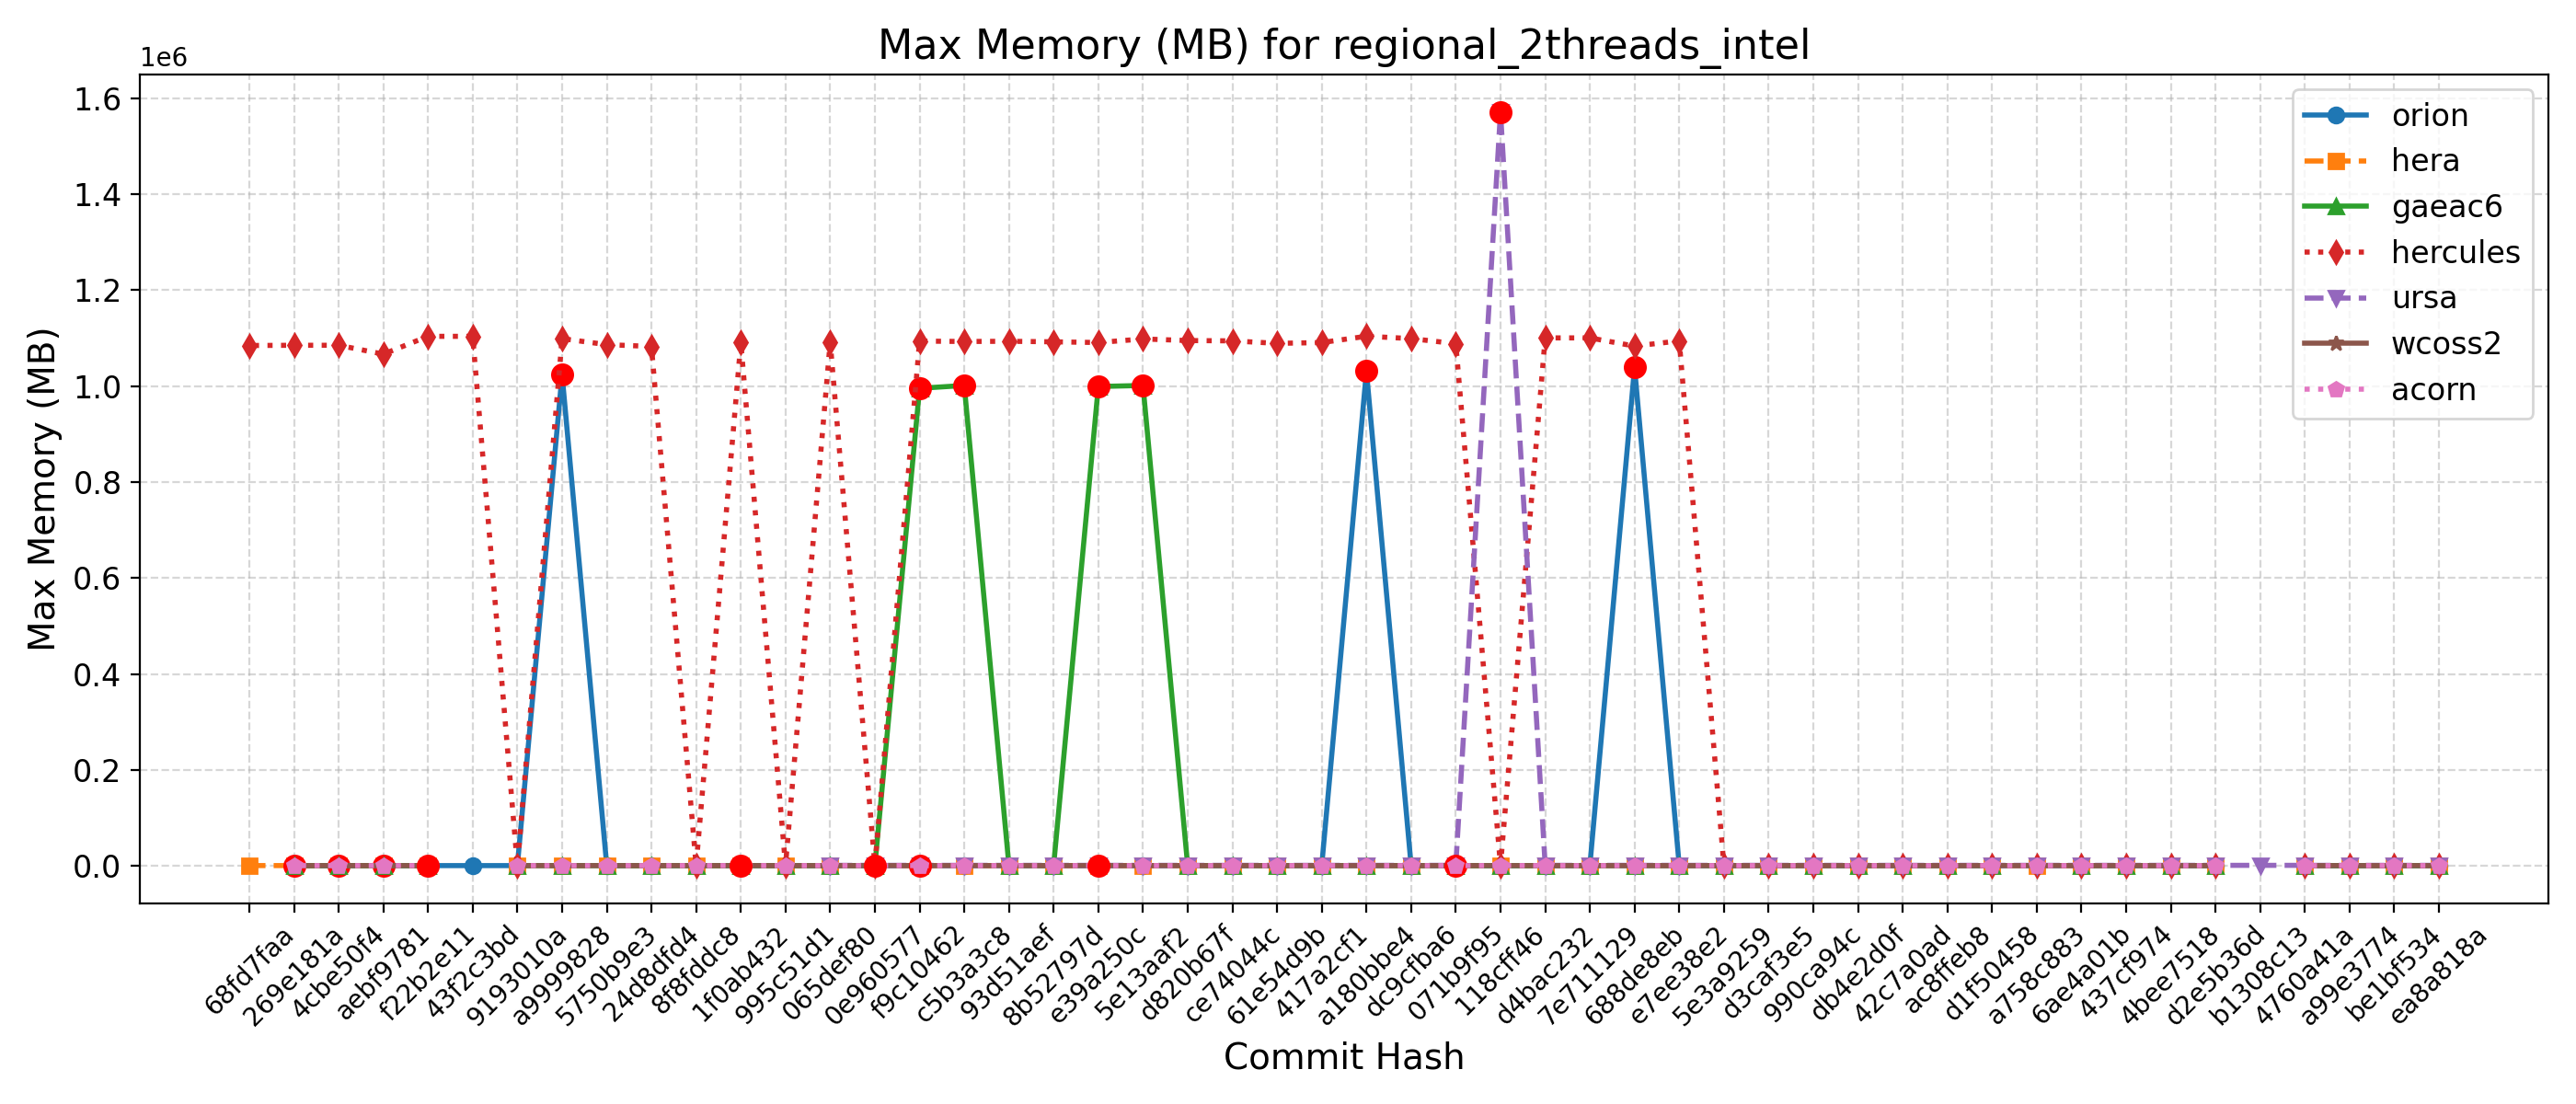 Max Memory (MB) for regional_2threads_intel
1e6
1.6
1.4
1.2
1.0
0.8
0.6
0.4
0.2
0.0
Max Memory (MB)
orion
hera
gaeac6
hercules
ursa
wcoss2
acorn
68fd7faa
269e181a
4cbe50f4
aebf9781
f22b2e11
43f2c3bd
9193010a
a9999828
5750b9e3
24d8dfd4
8f8fddc8
1f0ab432
995c51d1
065def80
0e960577
f9c10462
c5b3a3c8
93d51aef
8b52797d
e39a250c
5e13aaf2
d820b67f
ce74044c
61e54d9b
417a2cf1
a180bbe4
dc9cfba6
071b9f95
118cff46
d4bac232
7e711129
688de8eb
e7ee38e2
5e3a9259
d3caf3e5
990ca94c
db4e2d0f
42c7a0ad
ac8ffeb8
d1f50458
a758c883
6ae4a01b
437cf974
4bee7518
d2e5b36d
b1308c13
4760a41a
a99e3774
be1bf534
ea8a818a
Commit Hash